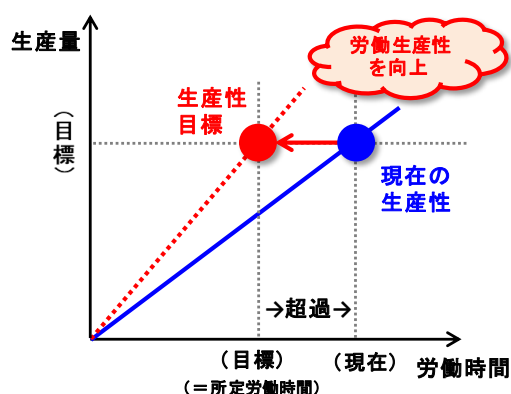 生産量
労働生産性
を向上
生産性
目標
（目標）
現在の
生産性
→超過→
（目標）
（現在）
労働時間
（＝所定労働時間）